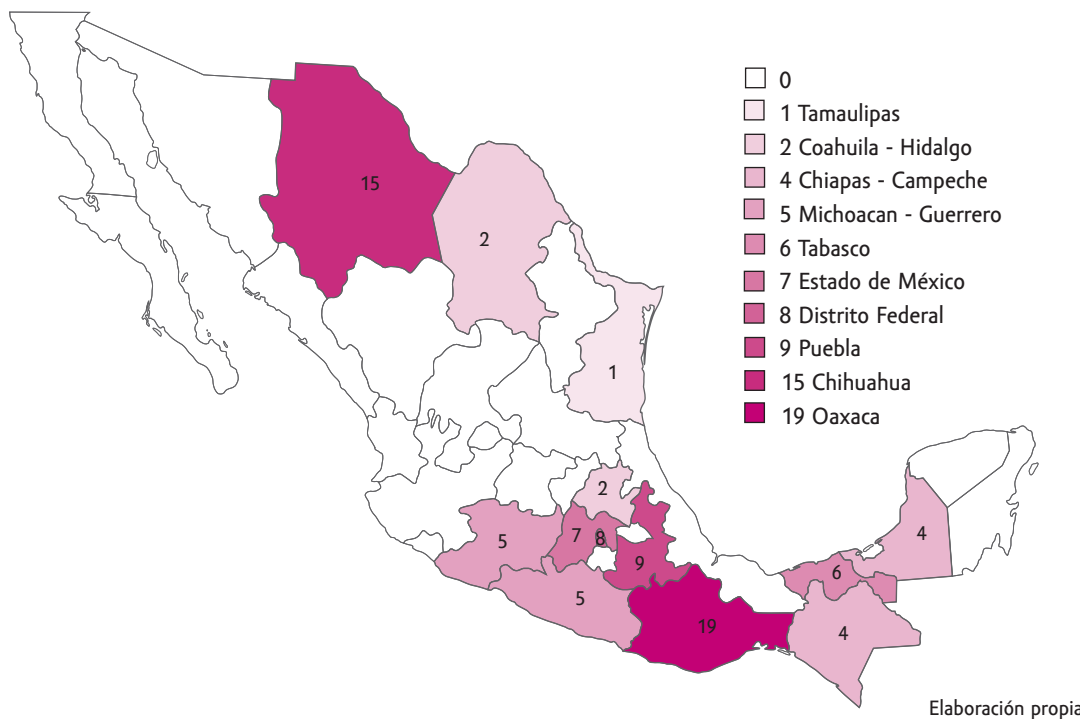 0
1 Tamaulipas
2 Coahuila - Hidalgo
4 Chiapas - Campeche
5 Michoacan - Guerrero
6 Tabasco
7 Estado de México
8 Distrito Federal
9 Puebla
15 Chihuahua
19 Oaxaca
15
2
1
2
7
8
5
9
5
19
6
4
4
Elaboración propia